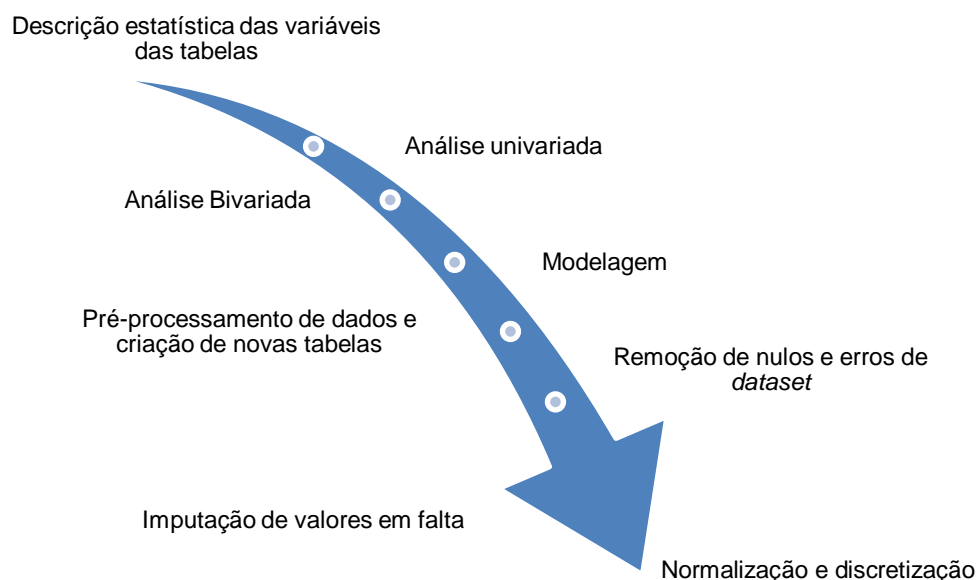 Descrição estatística das variáveis
das tabelas
Análise univariada
Análise Bivariada
Modelagem
Pré-processamento de dados e
criação de novas tabelas
Remoção de nulos e erros de
dataset
Imputação de valores em falta
Normalização e discretização